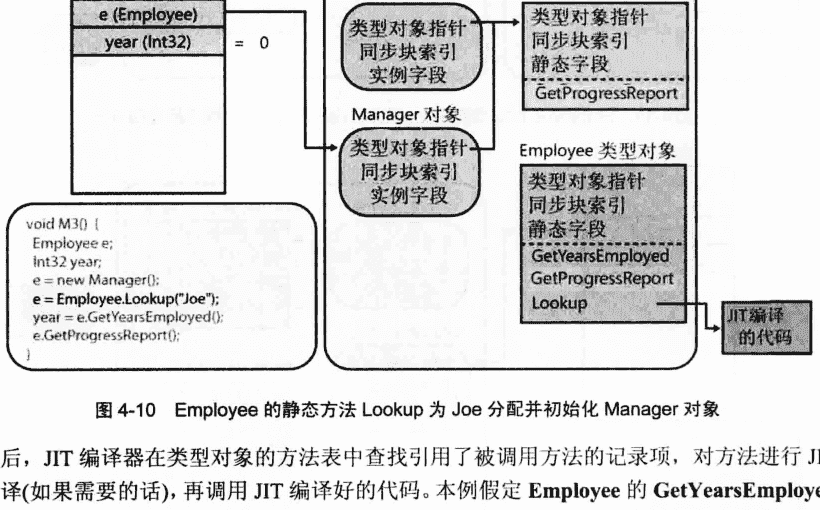 e (Employee)
year (Int32) = 0
类型对象指针
同步块索引
实例字段
Manager 对象
类型对象指针
同步块索引
实例字段
类型对象指针
同步块索引
静态字段
GetProgressReport
Employee 类型对象
类型对象指针
同步块索引
静态字段
GetYearsEmployed
GetProgressReport
Lookup
JIT编译
的代码
void M3() {
Employee e;
Int32 year;
e = new Manager();
e = Employee.Lookup("Joe");
year = e.GetYearsEmployed();
e.GetProgressReport();
}
图 4-10 Employee 的静态方法 Lookup 为 Joe 分配并初始化 Manager 对象
后，JIT 编译器在类型对象的方法表中查找引用了被调用方法的记录项，对方法进行
译(如果需要的话)，再调用 JIT 编译好的代码。本例假定 Employee 的 GetYearsEmploye